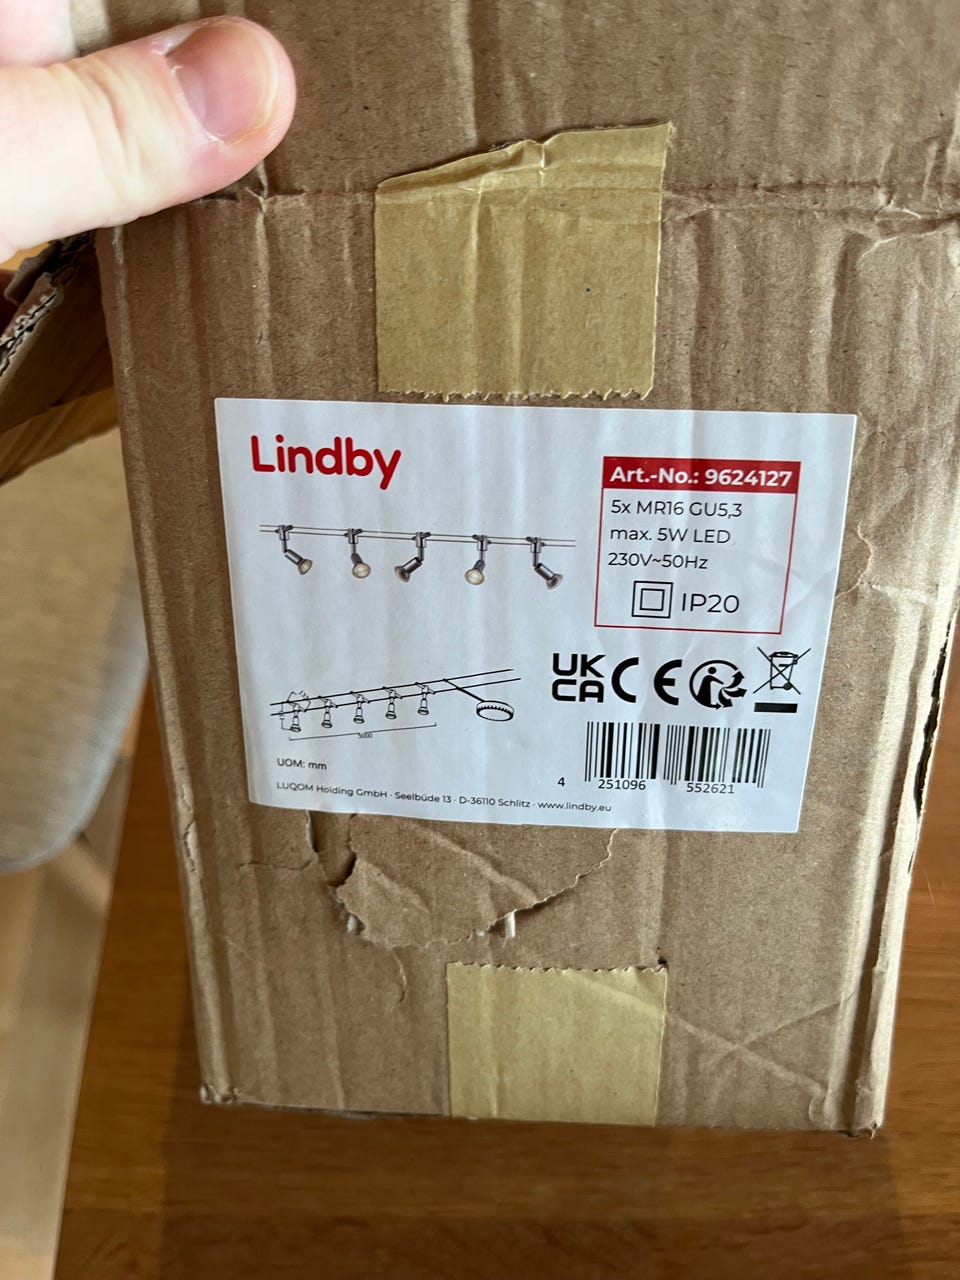 Lindby
Art.-No.: 9624127
5x MR16 GU5,3
max. 5W LED
230V~50Hz
IP20
UK
CA CE
5000
UOM: mm
4 251096 552621
LUQOM Holding GmbH · Seelbüde 13 · D-36110 Schlitz · www.lindby.eu